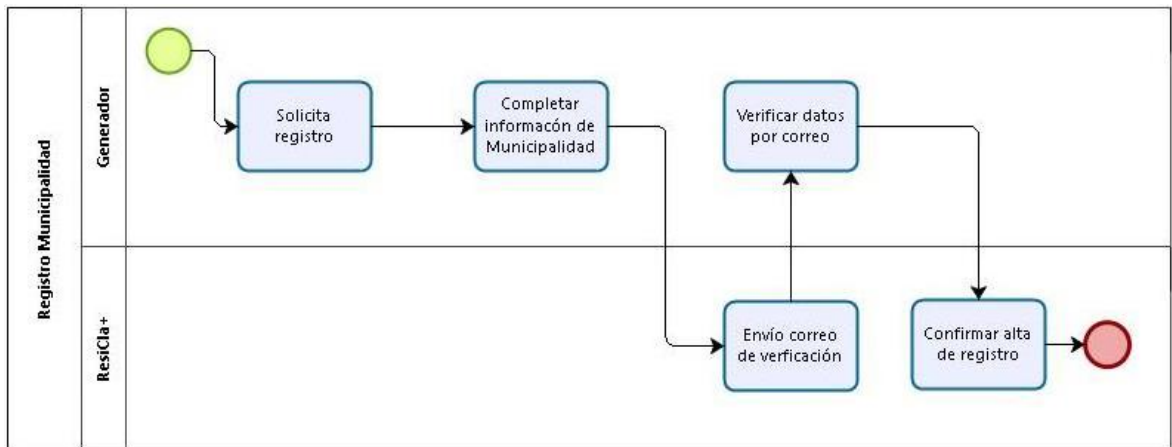 Registro Municipalidad
Generador
Solicita
registro
Completar
informacón de
Municipalidad
Verificar datos
por correo
ResiCla+
Envío correo
de verficación
Confirmar alta
de registro